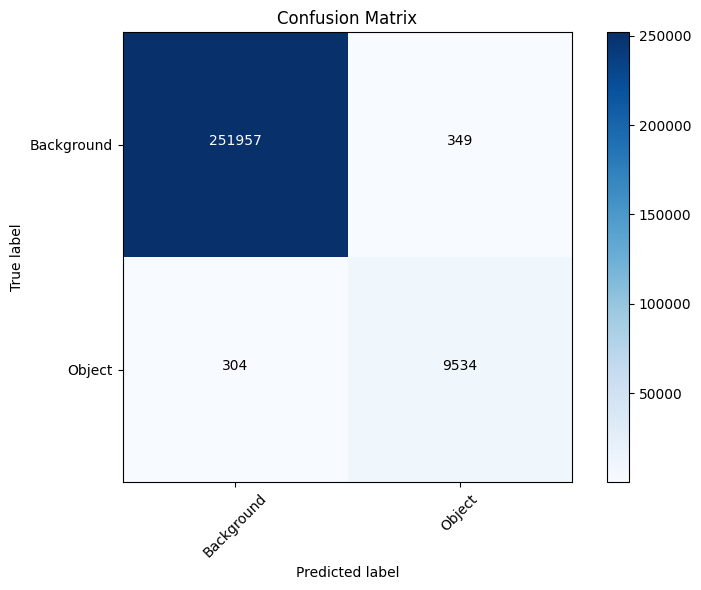 Confusion Matrix
250000
200000
150000
100000
50000
True label
Background
Object
251957 349
304 9534
Background
Object
Predicted label